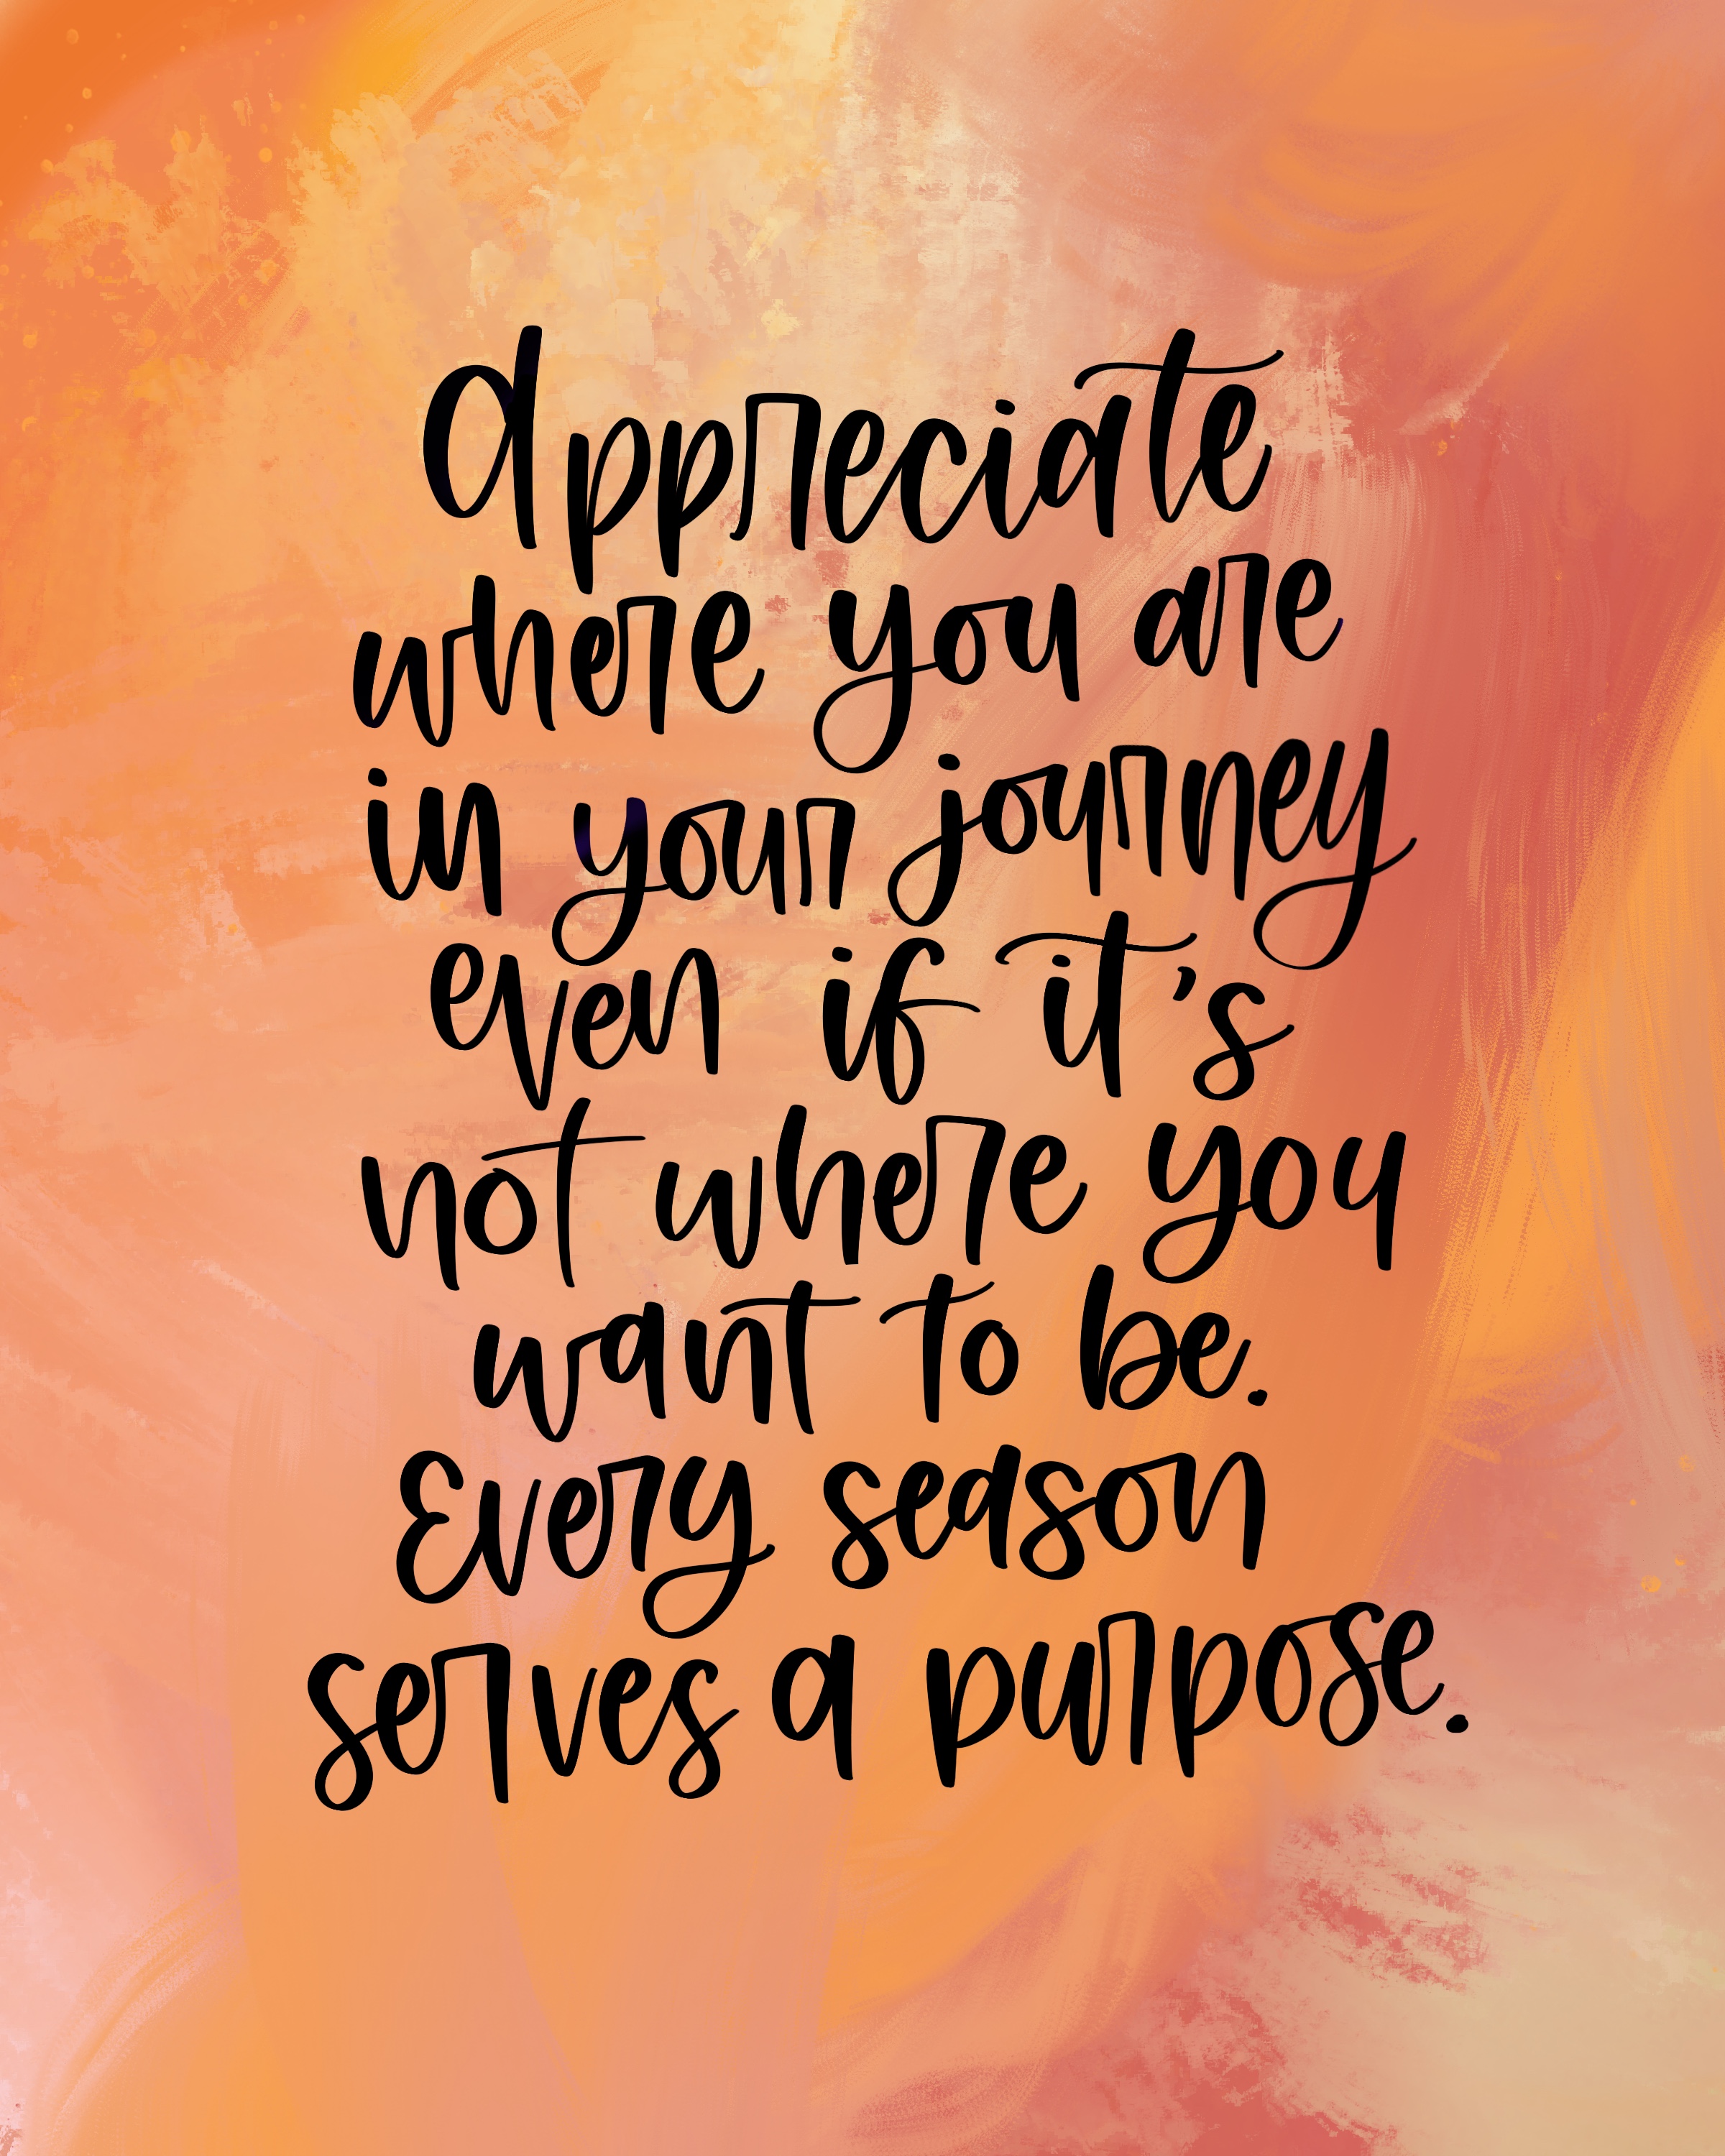 Appreciate
where you are
in your journey
even if it's
not where you
want to be.
Every season
serves a purpose.